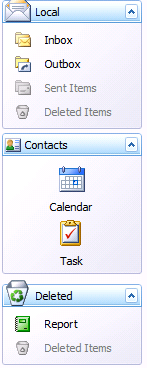 Local
Inbox
Outbox
Sent Items
Deleted Items
Contacts
Calendar
Task
Deleted
Report
Deleted Items